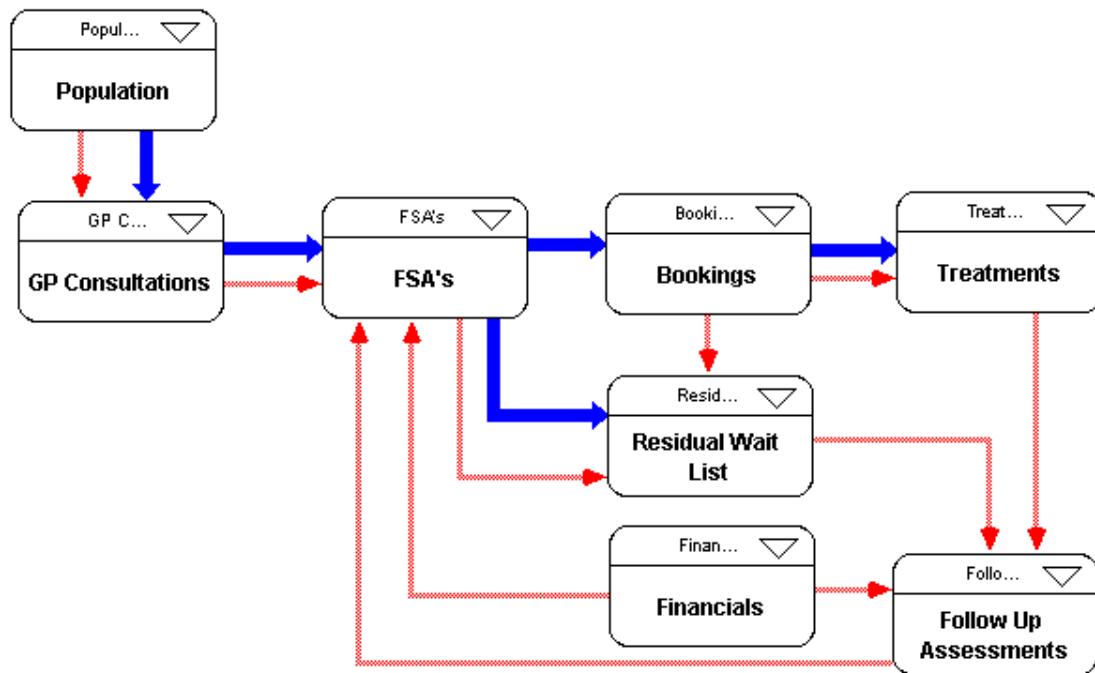 Popul...
Population
GP C...
GP Consultations
FSA's
FSA's
Booki...
Bookings
Treat...
Treatments
Resid...
Residual Wait
List
Finan...
Financials
Follo...
Follow Up
Assessments